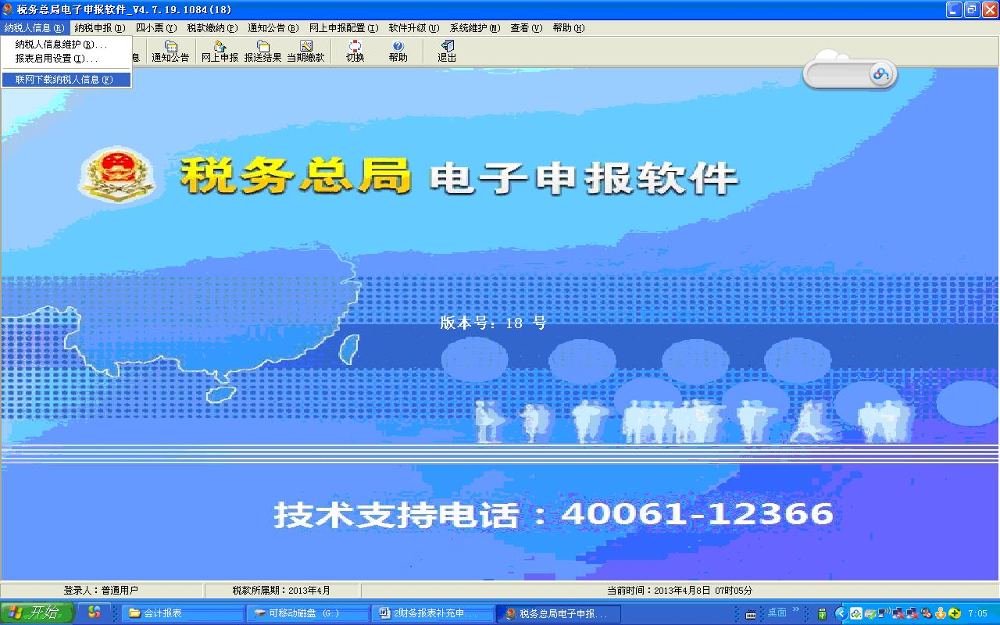 税务总局电子申报软件_V4.7.19.1084(18)
纳税人信息(R) 纳税申报(D) 四小票(Y) 税款缴纳(P) 通知公告(B) 网上申报配置(I) 软件升级(U) 系统维护(M) 查看(V) 帮助(H)
纳税人信息维护(R)...
报表启用设置(I)...
联网下载纳税人信息(F)
息 通知公告 网上申报 报送结果 当期缴款 切换 帮助 退出
税务总局 电子申报软件
版本号：18 号
技术支持电话：40061-12366
登录人：普通用户 税款所属期：2013年4月 当前时间：2013年4月8日 07时05分
开始 会计报表 可移动磁盘 (G:) 2财务报表补充申... 税务总局电子申报... 桌面 7:05